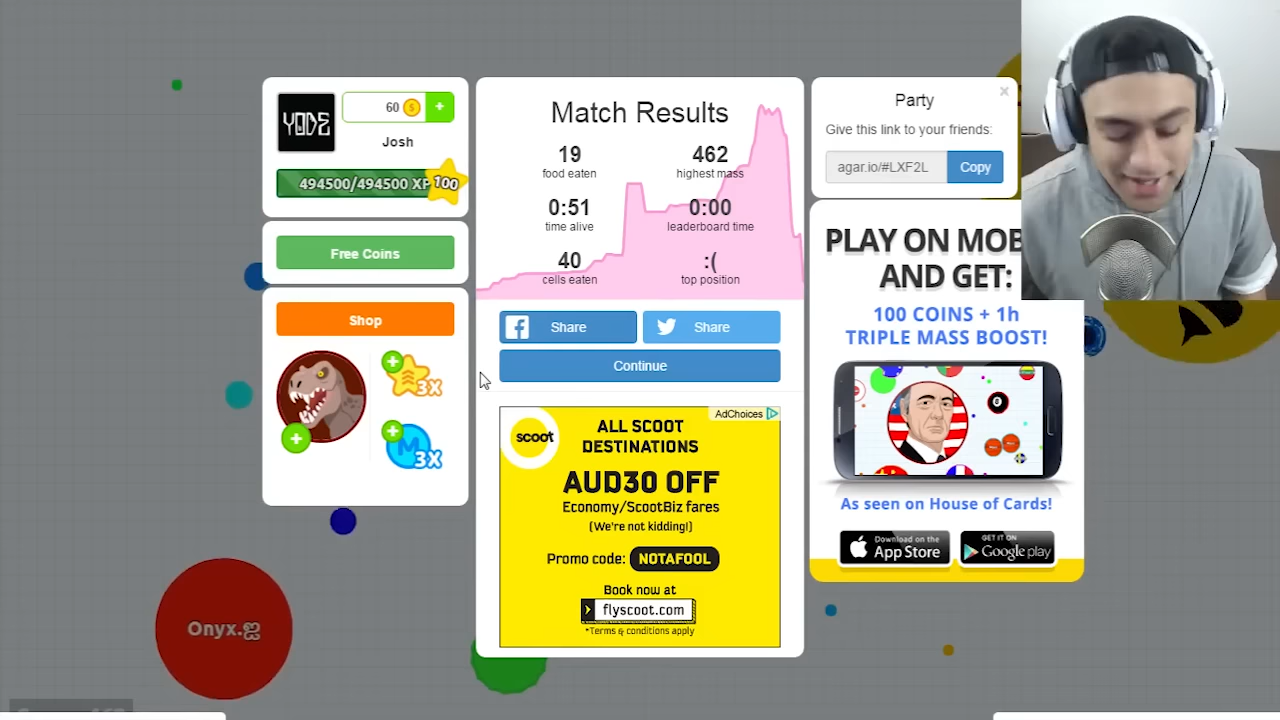 YODE
60
+
Josh
494500/494500 XP
100
Free Coins
Shop
3X
M
3X
Match Results
19
food eaten
462
highest mass
0:51
time alive
0:00
leaderboard time
40
cells eaten
:(
top position
Share
Share
Continue
AdChoices
scoot
ALL SCOOT
DESTINATIONS
AUD30 OFF
Economy/ScootBiz fares
(We're not kidding!)
Promo code: NOTAFOOL
Book now at
flyscoot.com
*Terms & conditions apply
Party
Give this link to your friends:
agar.io/#LXF2L
Copy
PLAY ON MOB
AND GET:
100 COINS + 1h
TRIPLE MASS BOOST!
8
As seen on House of Cards!
Download on the
App Store
GET IT ON
Google play
Onyx.ஐ